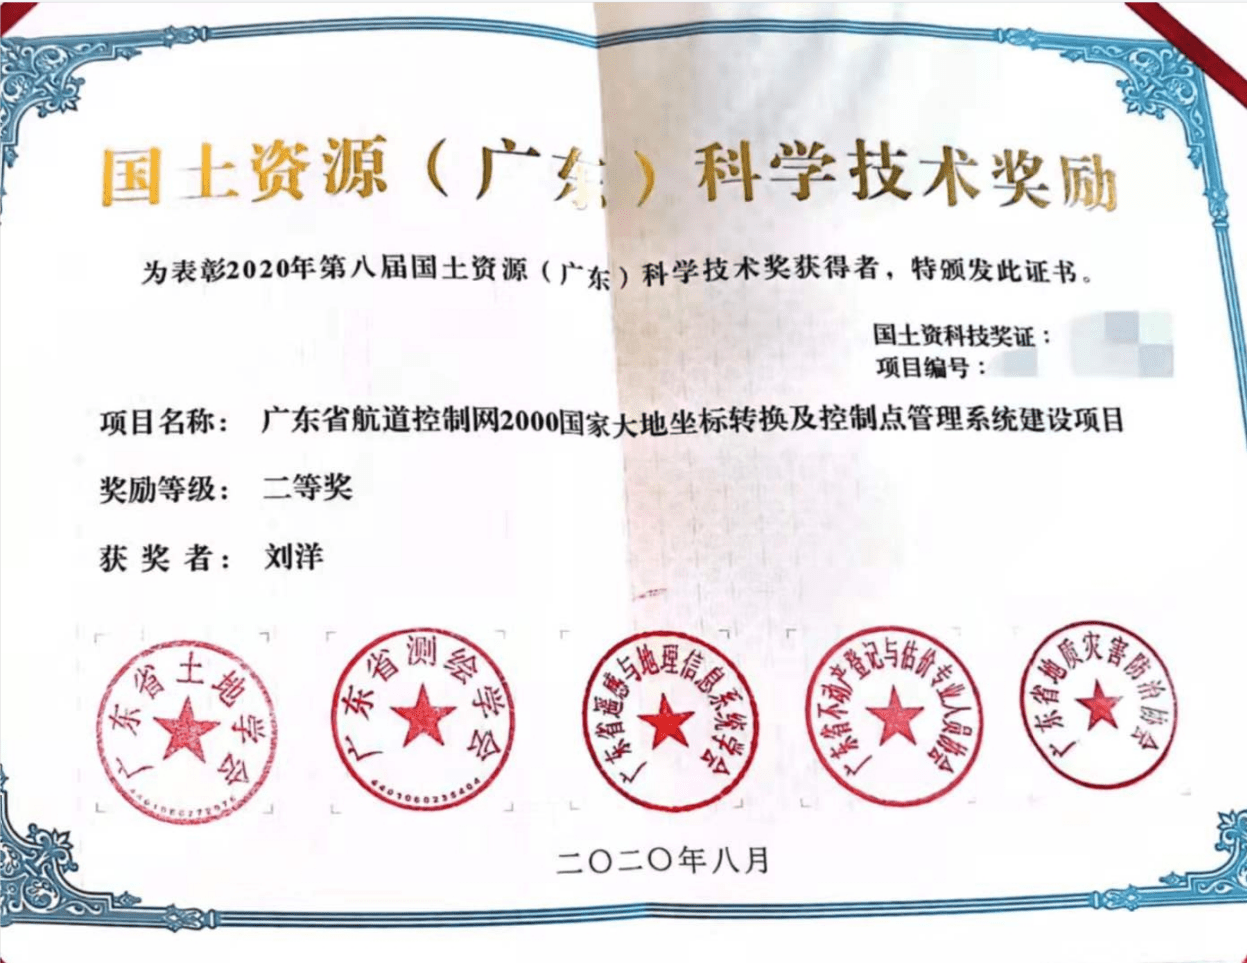 国土资源（广东）科学技术奖励
为表彰2020年第八届国土资源（广东）科学技术奖获得者，特颁发此证书。
国土资科技奖证：
项目编号：
项目名称： 广东省航道控制网2000国家大地坐标转换及控制点管理系统建设项目
奖励等级： 二等奖
获 奖 者： 刘洋
广东省土地学会
广东省测绘学会
4401060235404
广东省遥感与地理信息系统学会
广东省不动产登记与估价专业人员协会
广东省地质灾害防治协会
二〇二〇年八月